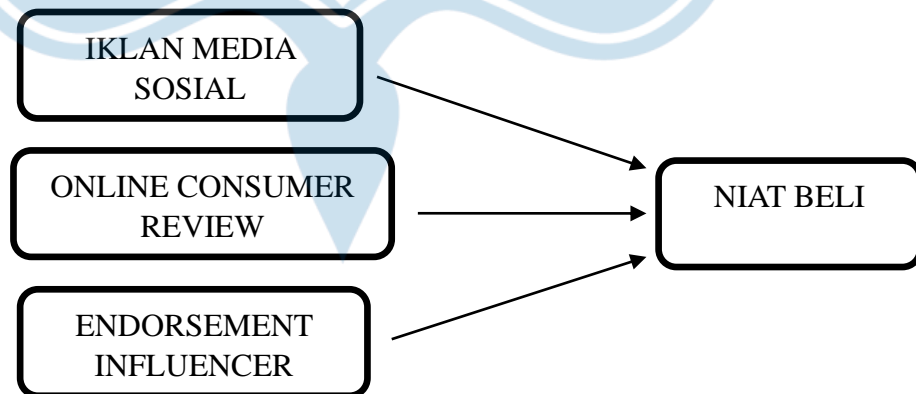 IKLAN MEDIA
SOSIAL
ONLINE CONSUMER
REVIEW
NIAT BELI
ENDORSEMENT
INFLUENCER